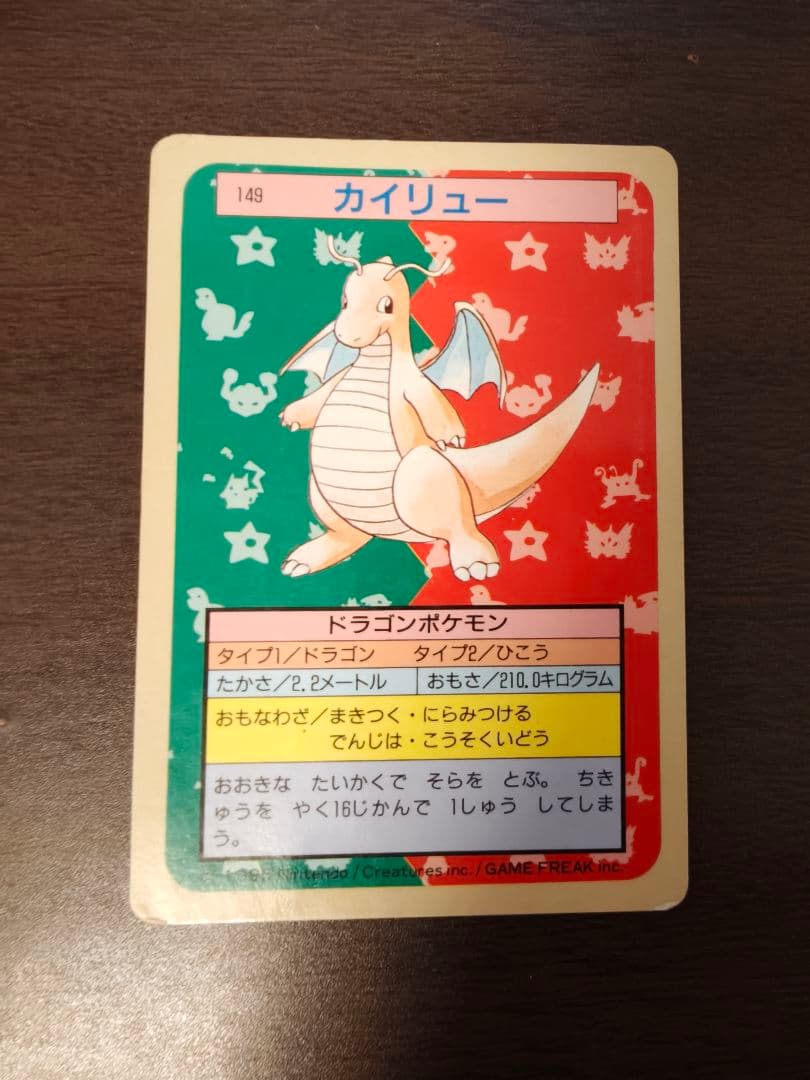 149 カイリュー
ドラゴンポケモン
タイプ1/ドラゴン タイプ2/ひこう
たかさ/2.2メートル おもさ/210.0キログラム
おもなわざ/まきつく・にらみつける
でんじは・こうそくいどう
おおきな たいかくで そらを とぶ。 ちき
ゅうを やく16じかんで 1しゅう してしま
う。
Nintendo/Creatures inc./GAME FREAK inc.